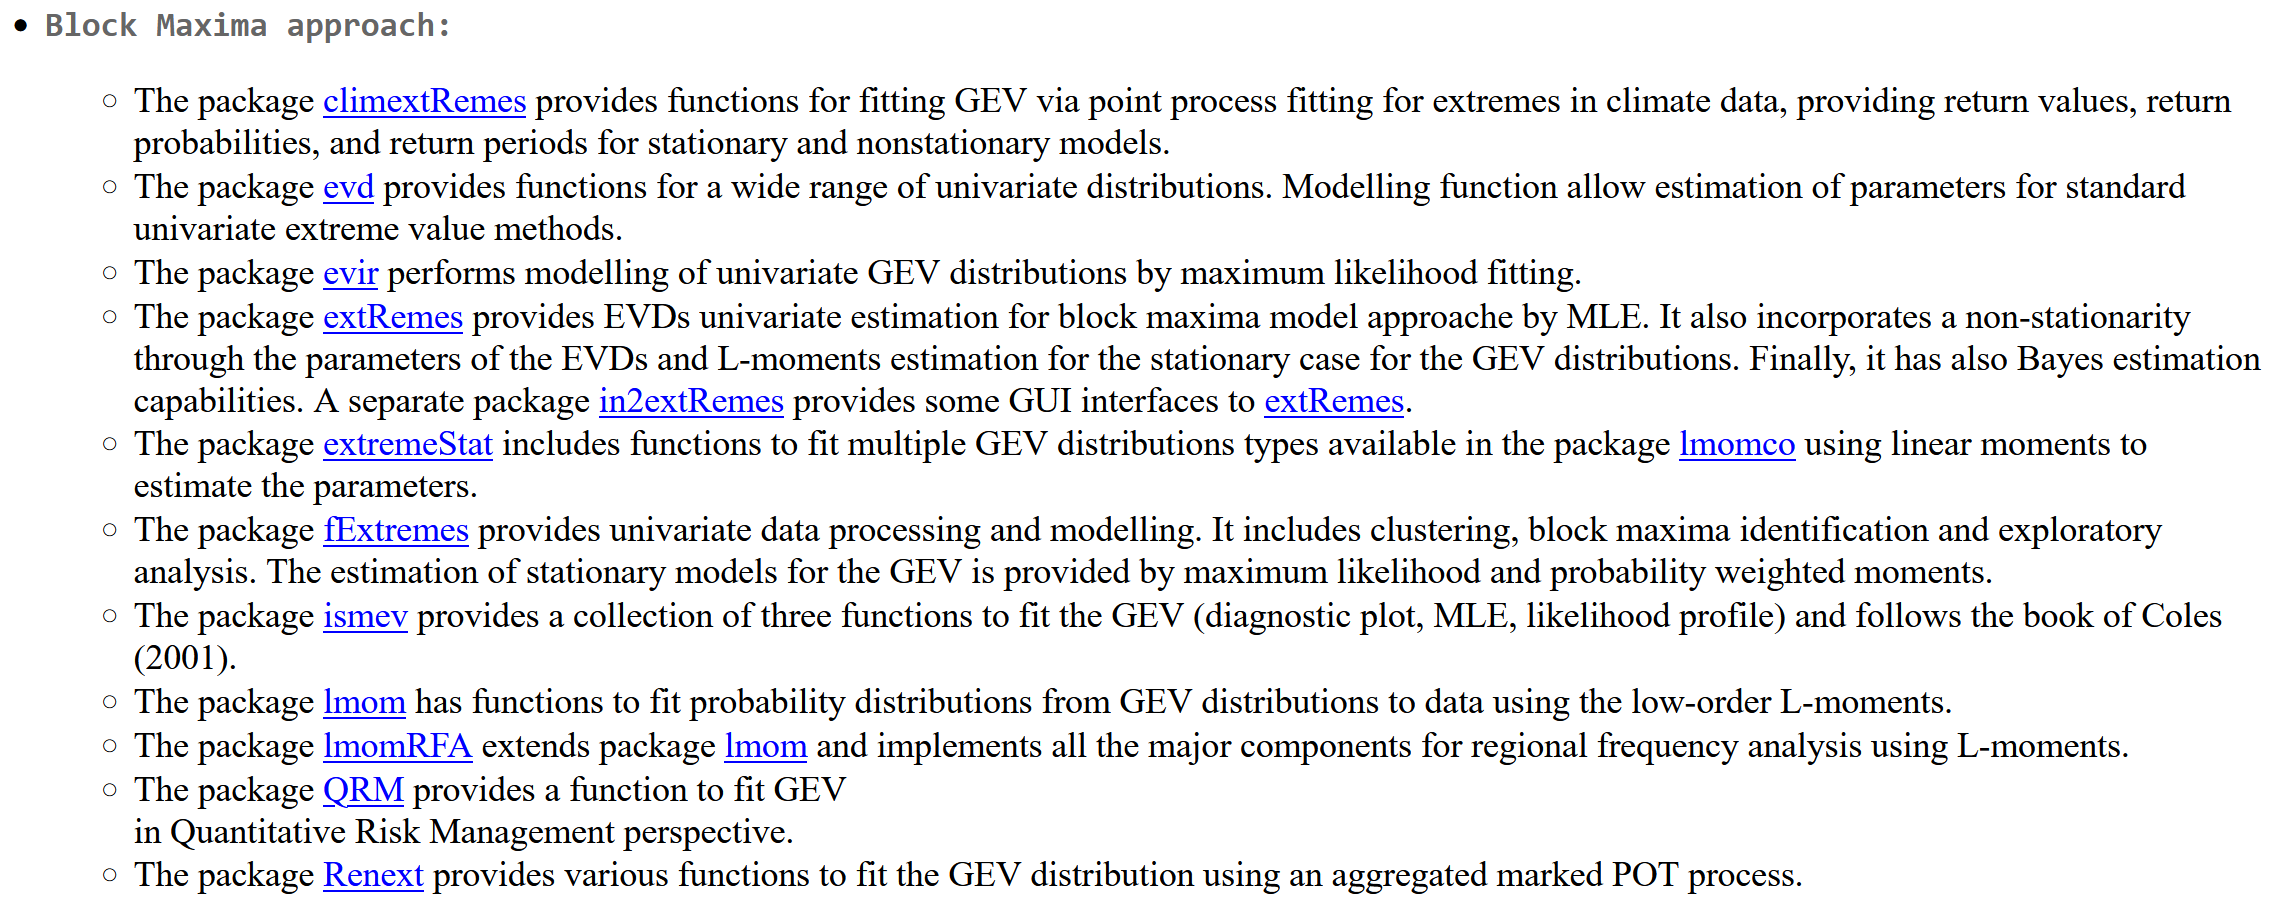 Block Maxima approach:
The package climextRemes provides functions for fitting GEV via point process fitting for extremes in climate data, providing return values, return
probabilities, and return periods for stationary and nonstationary models.
The package evd provides functions for a wide range of univariate distributions. Modelling function allow estimation of parameters for standard
univariate extreme value methods.
The package evir performs modelling of univariate GEV distributions by maximum likelihood fitting.
The package extRemes provides EVDs univariate estimation for block maxima model approache by MLE. It also incorporates a non-stationarity
through the parameters of the EVDs and L-moments estimation for the stationary case for the GEV distributions. Finally, it has also Bayes estimation
capabilities. A separate package in2extRemes provides some GUI interfaces to extRemes.
The package extremeStat includes functions to fit multiple GEV distributions types available in the package lmomco using linear moments to
estimate the parameters.
The package fExtremes provides univariate data processing and modelling. It includes clustering, block maxima identification and exploratory
analysis. The estimation of stationary models for the GEV is provided by maximum likelihood and probability weighted moments.
The package ismev provides a collection of three functions to fit the GEV (diagnostic plot, MLE, likelihood profile) and follows the book of Coles
(2001).
The package lmom has functions to fit probability distributions from GEV distributions to data using the low-order L-moments.
The package lmomRFA extends package lmom and implements all the major components for regional frequency analysis using L-moments.
The package QRM provides a function to fit GEV
in Quantitative Risk Management perspective.
The package Renext provides various functions to fit the GEV distribution using an aggregated marked POT process.